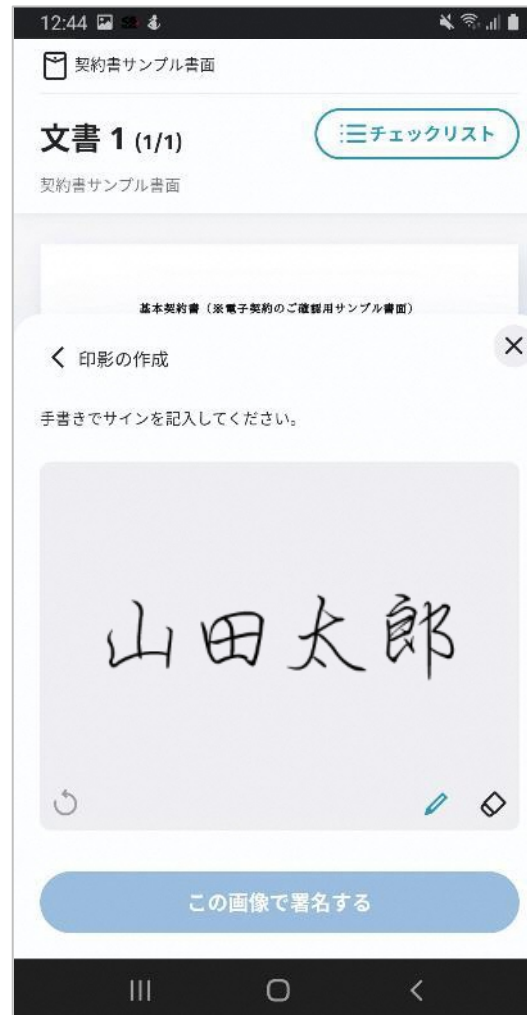 12:44
契約書サンプル書面
文書 1 (1/1)
チェックリスト
契約書サンプル書面
基本契約書（※電子契約のご確認用サンプル書面）
印影の作成
手書きでサインを記入してください。
山田太郎
この画像で署名する